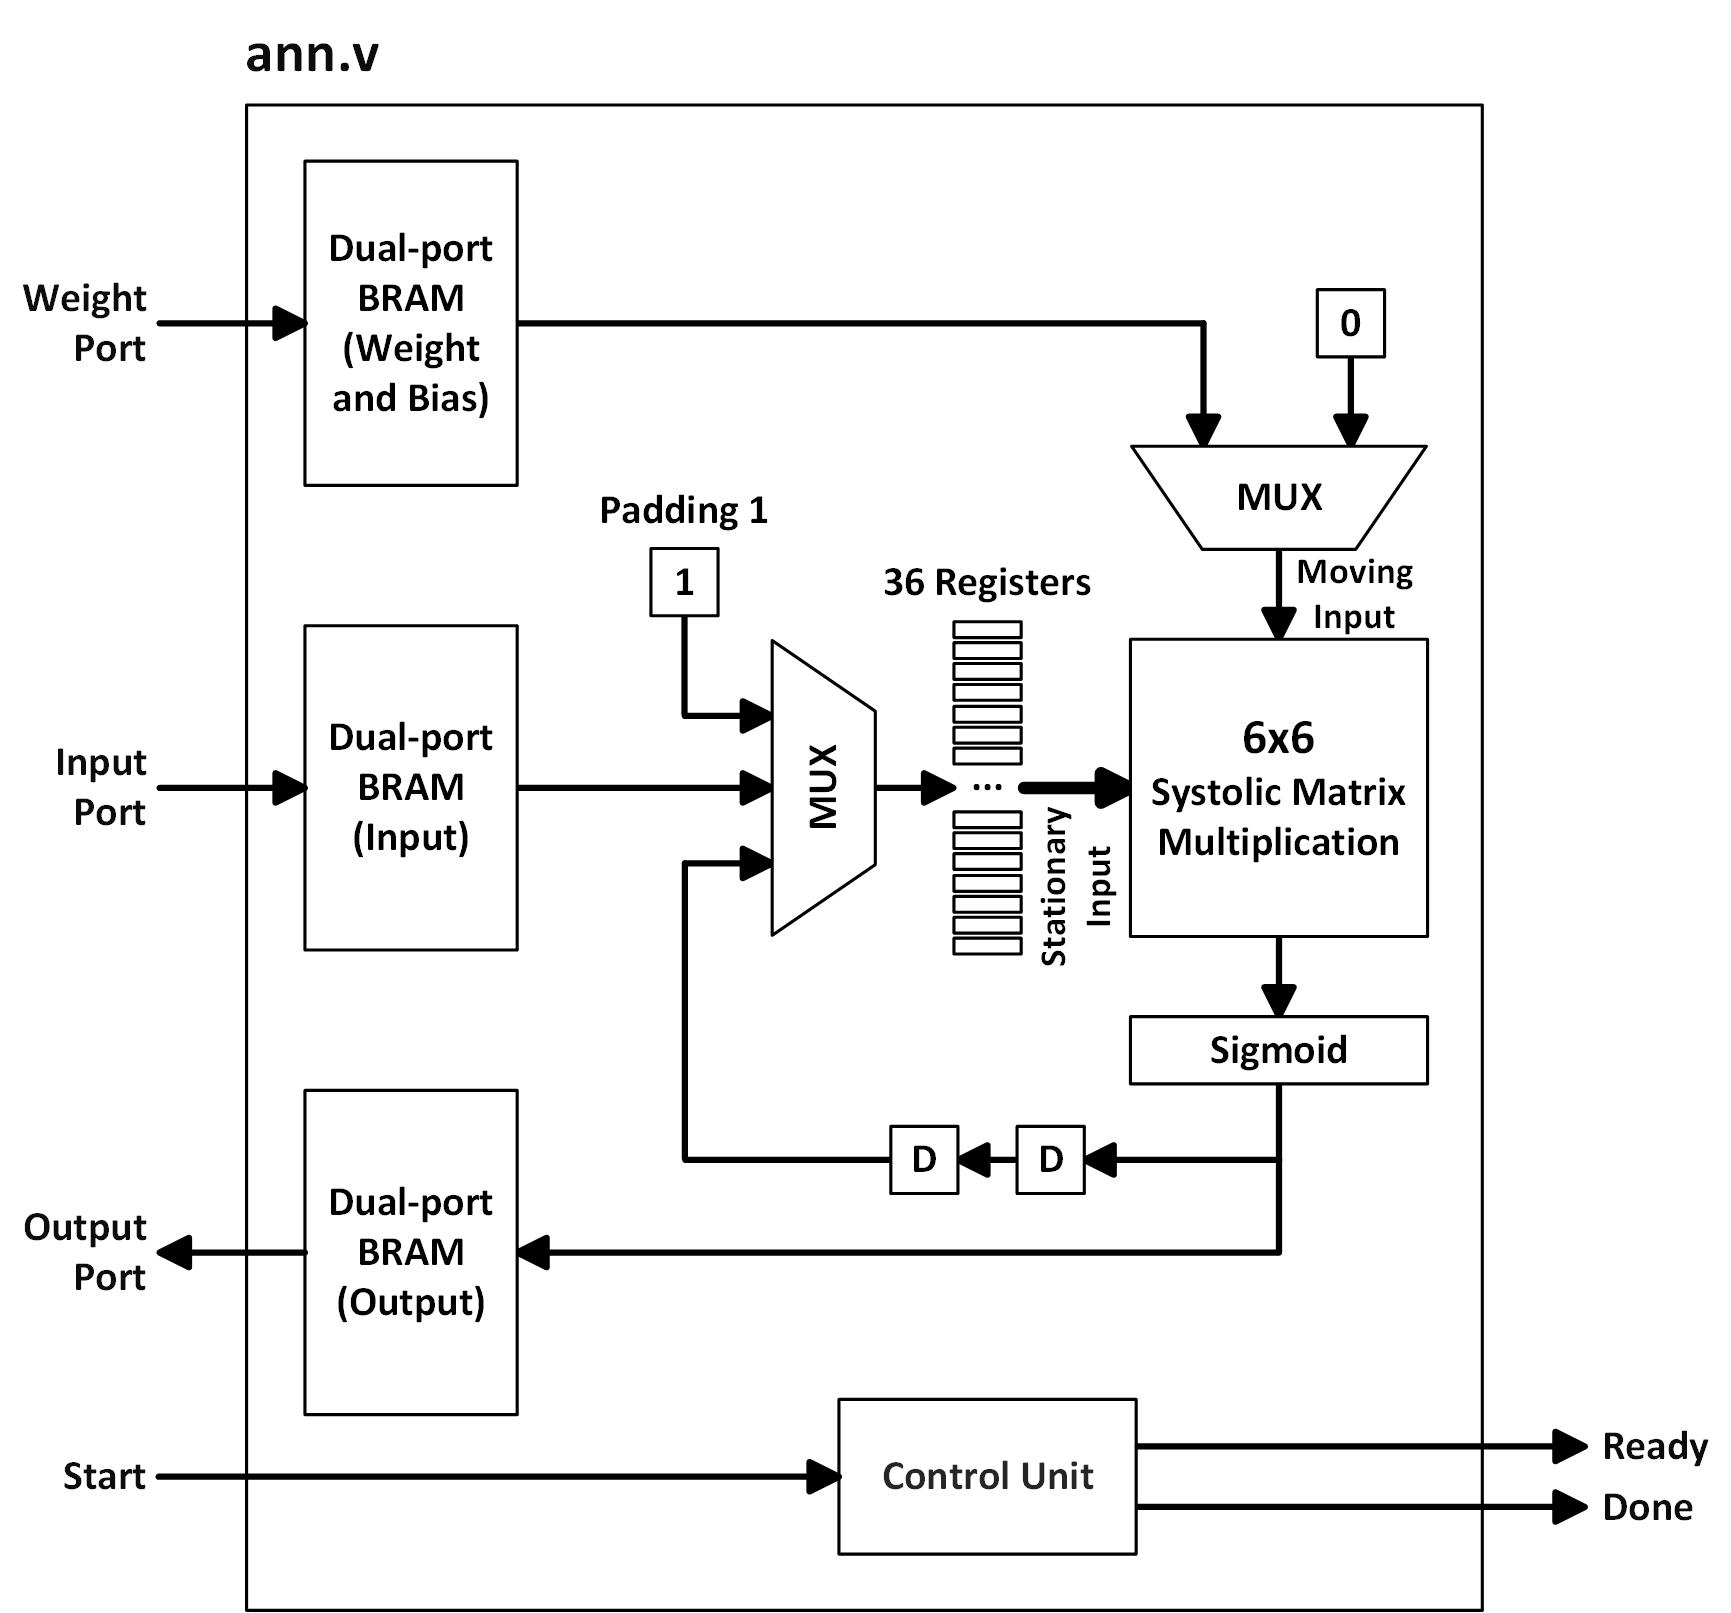 ann.v
Weight
Port
Dual-port
BRAM
(Weight
and Bias)
0
MUX
Moving
Input
Padding 1
1
36 Registers
Input
Port
Dual-port
BRAM
(Input)
MUX
...
Stationary
Input
6x6
Systolic Matrix
Multiplication
Sigmoid
D
D
Output
Port
Dual-port
BRAM
(Output)
Start
Control Unit
Ready
Done